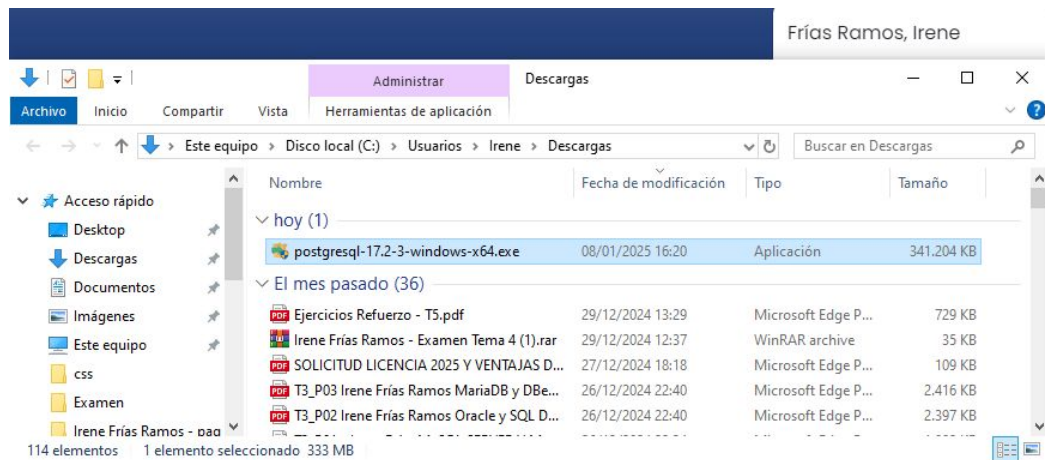 Frías Ramos, Irene
Administrar Descargas
Archivo Inicio Compartir Vista Herramientas de aplicación
Este equipo > Disco local (C:) > Usuarios > Irene > Descargas Buscar en Descargas
Nombre Fecha de modificación Tipo Tamaño
Acceso rápido
hoy (1)
Desktop
postgresql-17.2-3-windows-x64.exe 08/01/2025 16:20 Aplicación 341.204 KB
Descargas
El mes pasado (36)
Documentos
Imágenes
Ejercicios Refuerzo - T5.pdf 29/12/2024 13:29 Microsoft Edge P... 729 KB
Este equipo
Irene Frías Ramos - Examen Tema 4 (1).rar 29/12/2024 12:37 WinRAR archive 35 KB
css
SOLICITUD LICENCIA 2025 Y VENTAJAS D... 27/12/2024 18:18 Microsoft Edge P... 109 KB
T3_P03 Irene Frías Ramos MariaDB y DBe... 26/12/2024 22:40 Microsoft Edge P... 2.416 KB
Examen
T3_P02 Irene Frías Ramos Oracle y SQL D... 26/12/2024 22:40 Microsoft Edge P... 2.397 KB
Irene Frías Ramos - pag
114 elementos 1 elemento seleccionado 333 MB